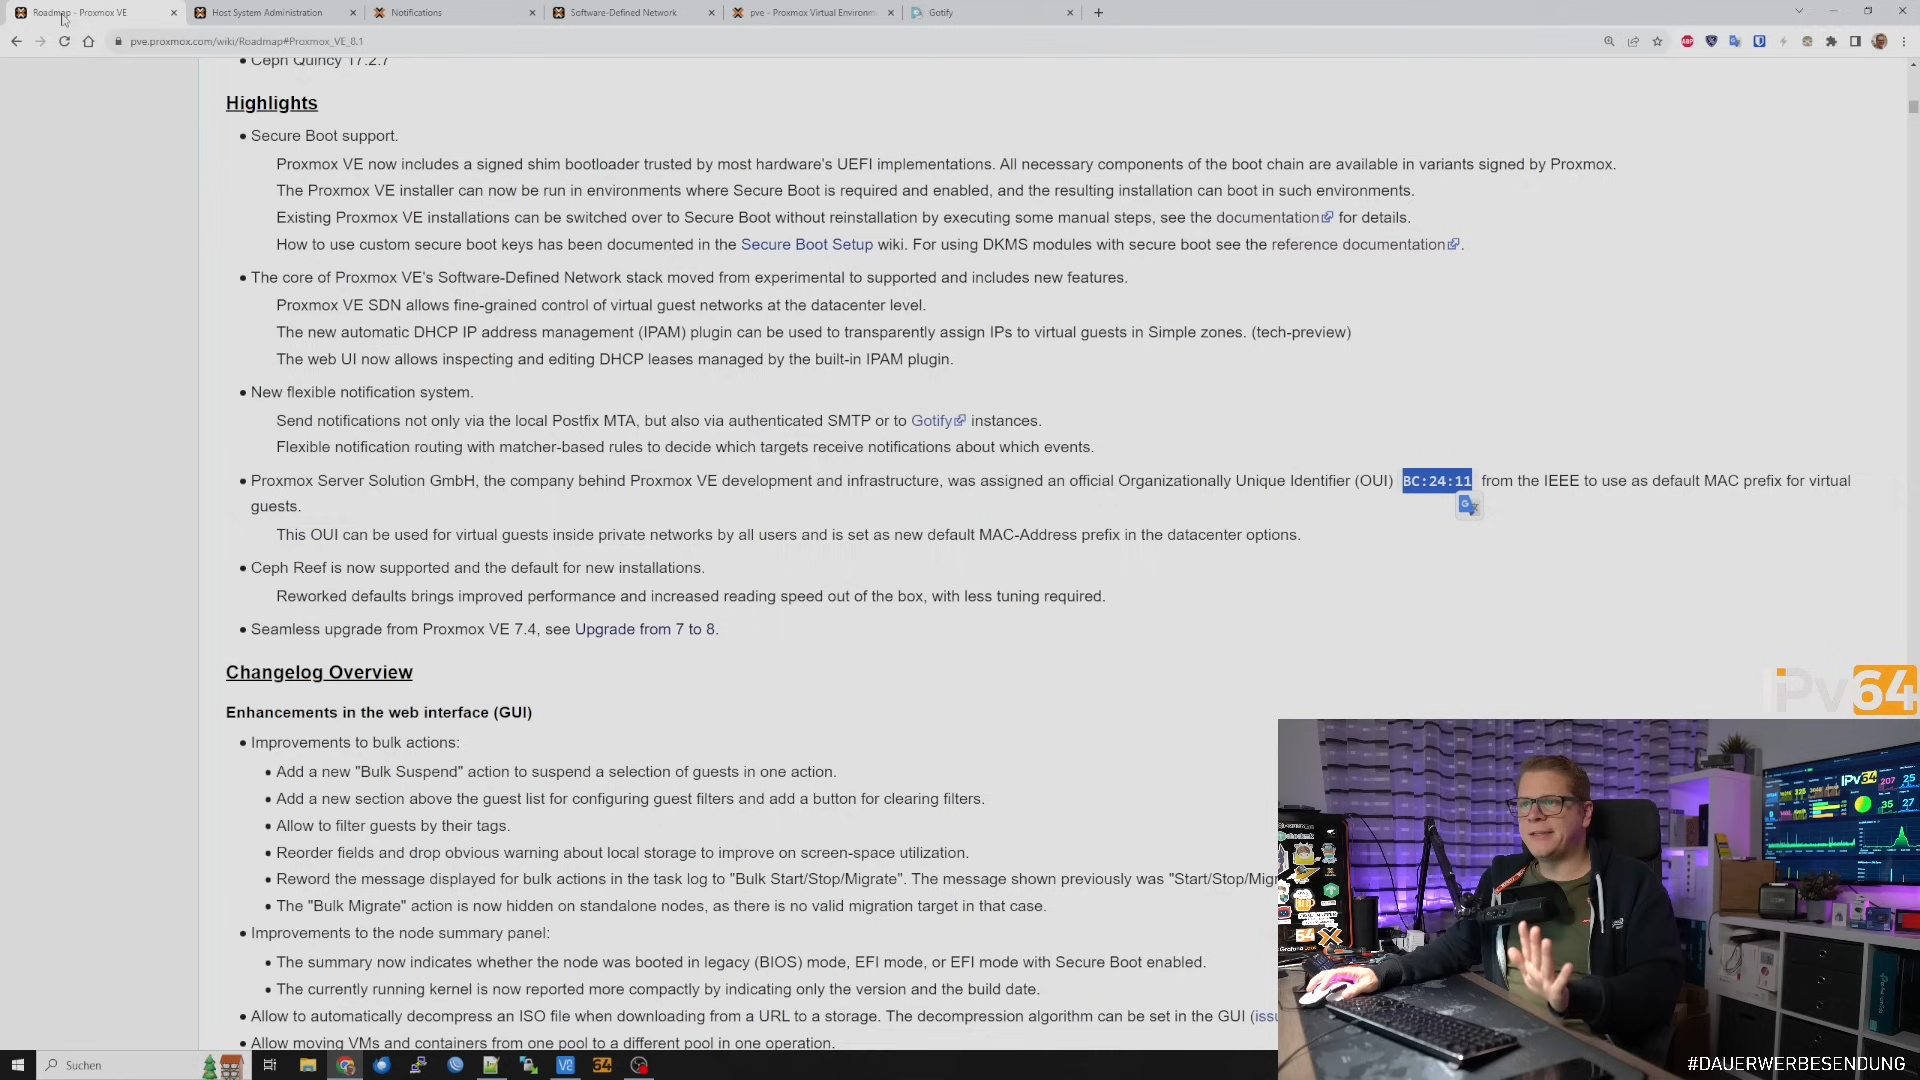 Roadmap - Proxmox VE
Host System Administration
Notifications
Software-Defined Network
pve - Proxmox Virtual Environm
Gotify
pve.proxmox.com/wiki/Roadmap#Proxmox_VE_8.1
Ceph Quincy 17.2.7
Highlights
Secure Boot support.
Proxmox VE now includes a signed shim bootloader trusted by most hardware's UEFI implementations. All necessary components of the boot chain are available in variants signed by Proxmox.
The Proxmox VE installer can now be run in environments where Secure Boot is required and enabled, and the resulting installation can boot in such environments.
Existing Proxmox VE installations can be switched over to Secure Boot without reinstallation by executing some manual steps, see the documentation for details.
How to use custom secure boot keys has been documented in the Secure Boot Setup wiki. For using DKMS modules with secure boot see the reference documentation.
The core of Proxmox VE's Software-Defined Network stack moved from experimental to supported and includes new features.
Proxmox VE SDN allows fine-grained control of virtual guest networks at the datacenter level.
The new automatic DHCP IP address management (IPAM) plugin can be used to transparently assign IPs to virtual guests in Simple zones. (tech-preview)
The web UI now allows inspecting and editing DHCP leases managed by the built-in IPAM plugin.
New flexible notification system.
Send notifications not only via the local Postfix MTA, but also via authenticated SMTP or to Gotify instances.
Flexible notification routing with matcher-based rules to decide which targets receive notifications about which events.
Proxmox Server Solution GmbH, the company behind Proxmox VE development and infrastructure, was assigned an official Organizationally Unique Identifier (OUI) BC:24:11 from the IEEE to use as default MAC prefix for virtual
guests.
This OUI can be used for virtual guests inside private networks by all users and is set as new default MAC-Address prefix in the datacenter options.
Ceph Reef is now supported and the default for new installations.
Reworked defaults brings improved performance and increased reading speed out of the box, with less tuning required.
Seamless upgrade from Proxmox VE 7.4, see Upgrade from 7 to 8.
Changelog Overview
IPv64
Enhancements in the web interface (GUI)
Improvements to bulk actions:
Add a new "Bulk Suspend" action to suspend a selection of guests in one action.
Add a new section above the guest list for configuring guest filters and add a button for clearing filters.
Allow to filter guests by their tags.
Reorder fields and drop obvious warning about local storage to improve on screen-space utilization.
Reword the message displayed for bulk actions in the task log to "Bulk Start/Stop/Migrate". The message shown previously was "Start/Stop/Mig
The "Bulk Migrate" action is now hidden on standalone nodes, as there is no valid migration target in that case.
Improvements to the node summary panel:
The summary now indicates whether the node was booted in legacy (BIOS) mode, EFI mode, or EFI mode with Secure Boot enabled.
The currently running kernel is now reported more compactly by indicating only the version and the build date.
Allow to automatically decompress an ISO file when downloading from a URL to a storage. The decompression algorithm can be set in the GUI (issu
Allow moving VMs and containers from one pool to a different pool in one operation.
IPv64
207
25
35
27
64
Suchen
64
#DAUERWERBESENDUNG